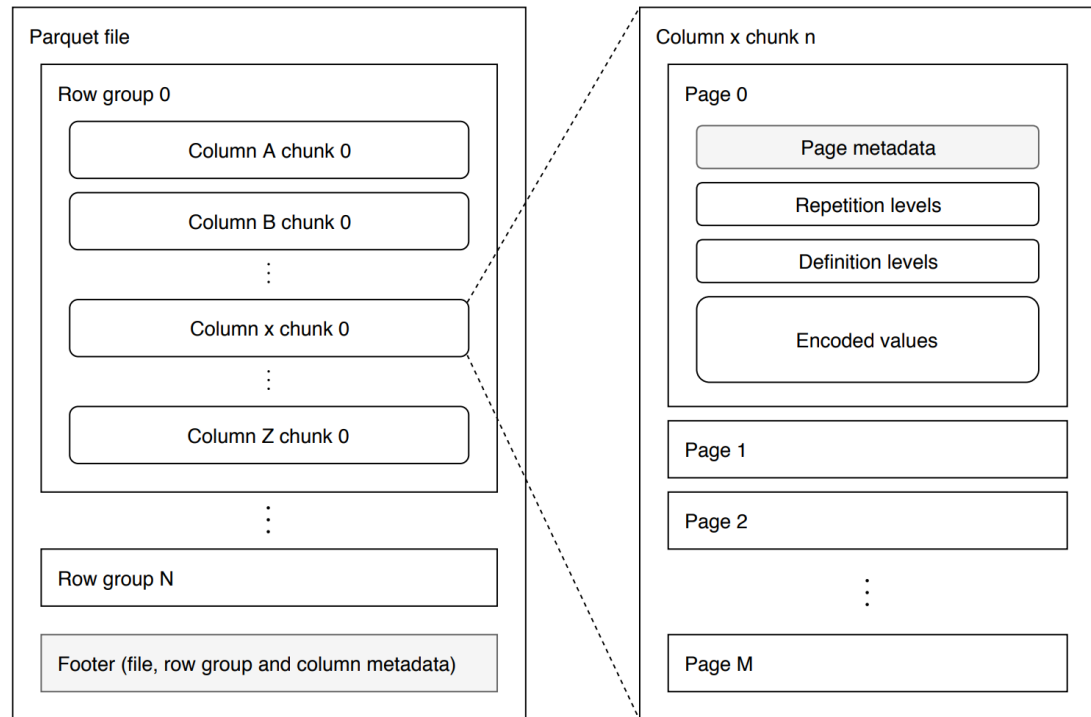 Parquet file
Row group 0
Column A chunk 0
Column B chunk 0
Column x chunk 0
Column Z chunk 0
Row group N
Footer (file, row group and column metadata)
Column x chunk n
Page 0
Page metadata
Repetition levels
Definition levels
Encoded values
Page 1
Page 2
Page M